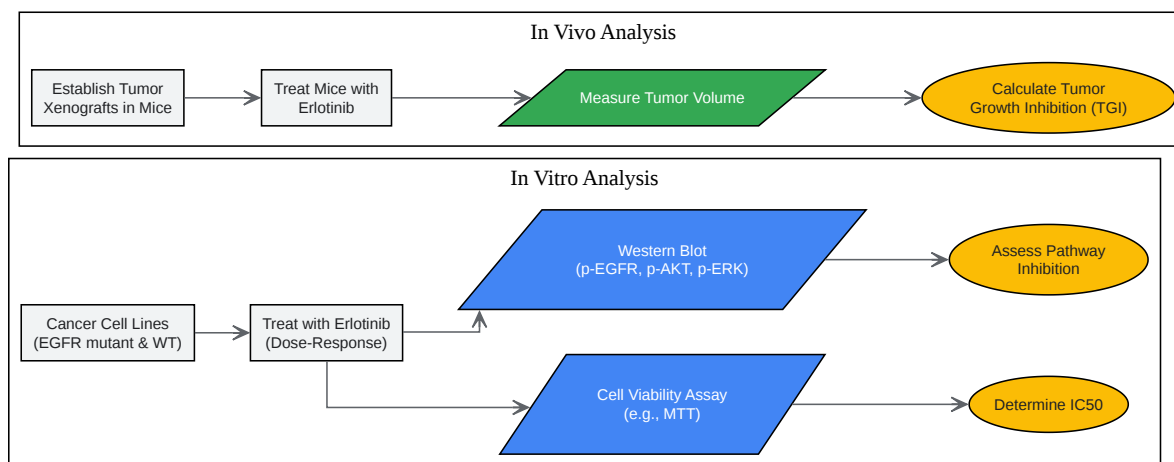 In Vivo Analysis
Establish Tumor
Xenografts in Mice
Treat Mice with
Erlotinib
Measure Tumor Volume
Calculate Tumor
Growth Inhibition (TGI)
In Vitro Analysis
Western Blot
(p-EGFR, p-AKT, p-ERK)
Assess Pathway
Inhibition
Cancer Cell Lines
(EGFR mutant & WT)
Treat with Erlotinib
(Dose-Response)
Cell Viability Assay
(e.g., MTT)
Determine IC50